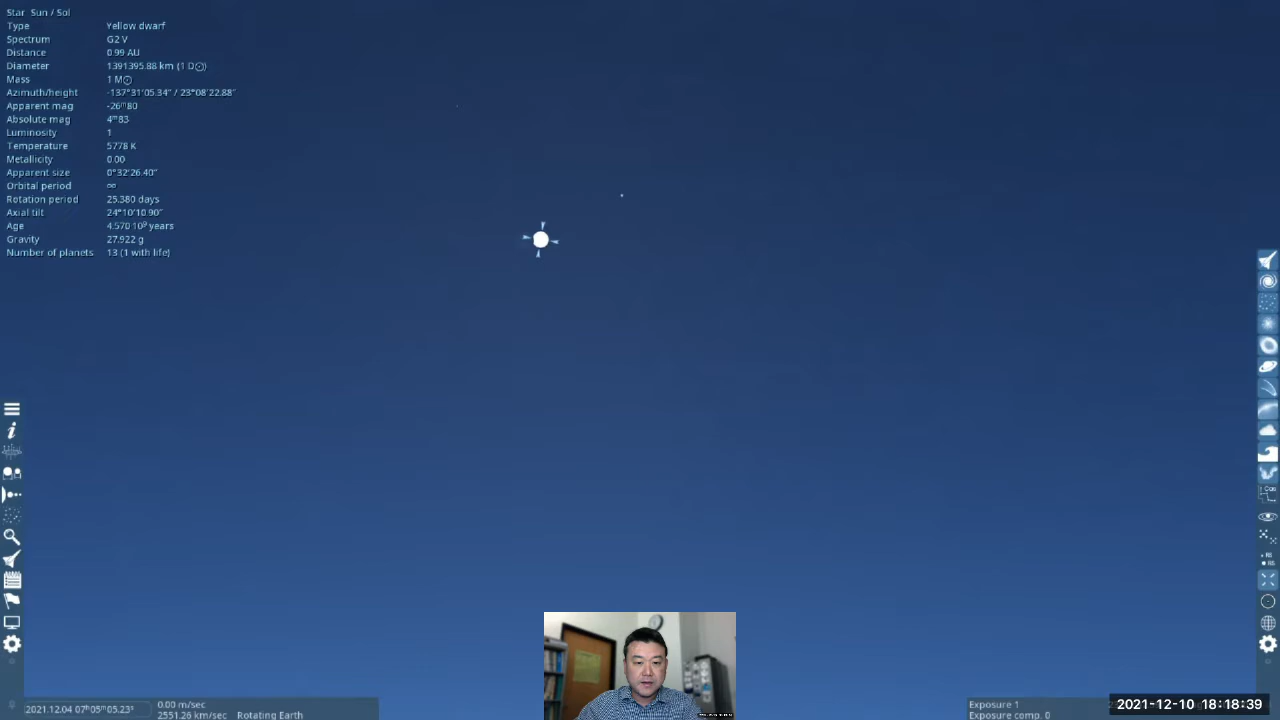 Star Sun / Sol
Type Yellow dwarf
Spectrum G2 V
Distance 0.99 AU
Diameter 1391395.88 km (1 D☉)
Mass 1 M☉
Azimuth/height -137°31'05.34" / 23°08'22.88"
Apparent mag -26ᵐ80
Absolute mag 4ᵐ83
Luminosity 1
Temperature 5778 K
Metallicity 0.00
Apparent size 0°32'26.40"
Orbital period ∞
Rotation period 25.380 days
Axial tilt 24°10'10.90"
Age 4.570 10⁹ years
Gravity 27.922 g
Number of planets 13 (1 with life)
2021.12.04 07ʰ05ᵐ05.23ˢ
0.00 m/sec
2551.26 km/sec Rotating Earth
Exposure 1
Exposure comp. 0
2021-12-10 18:18:39